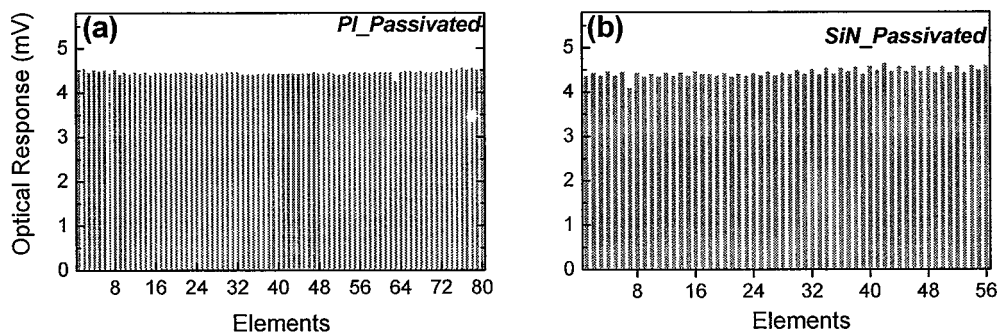 (a)
PI_Passivated
Optical Response (mV)
5
4
3
2
1
0
8 16 24 32 40 48 56 64 72 80
Elements
(b)
SiN_Passivated
5
4
3
2
1
0
8 16 24 32 40 48 56
Elements